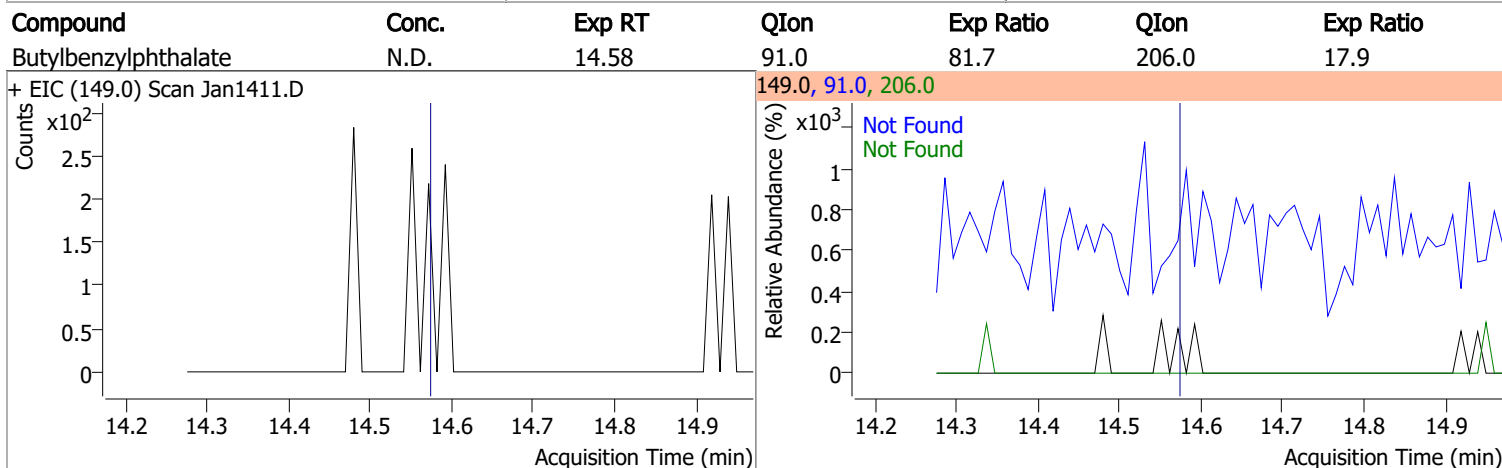 Compound Conc. Exp RT QIon Exp Ratio QIon Exp Ratio
Butylbenzylphthalate N.D. 14.58 91.0 81.7 206.0 17.9
+ EIC (149.0) Scan Jan1411.D
Counts
x10²
2.5
2
1.5
1
0.5
0
14.2 14.3 14.4 14.5 14.6 14.7 14.8 14.9
Acquisition Time (min)
149.0, 91.0, 206.0
Relative Abundance (%)
x10³
Not Found
Not Found
1
0.8
0.6
0.4
0.2
0
14.2 14.3 14.4 14.5 14.6 14.7 14.8 14.9
Acquisition Time (min)